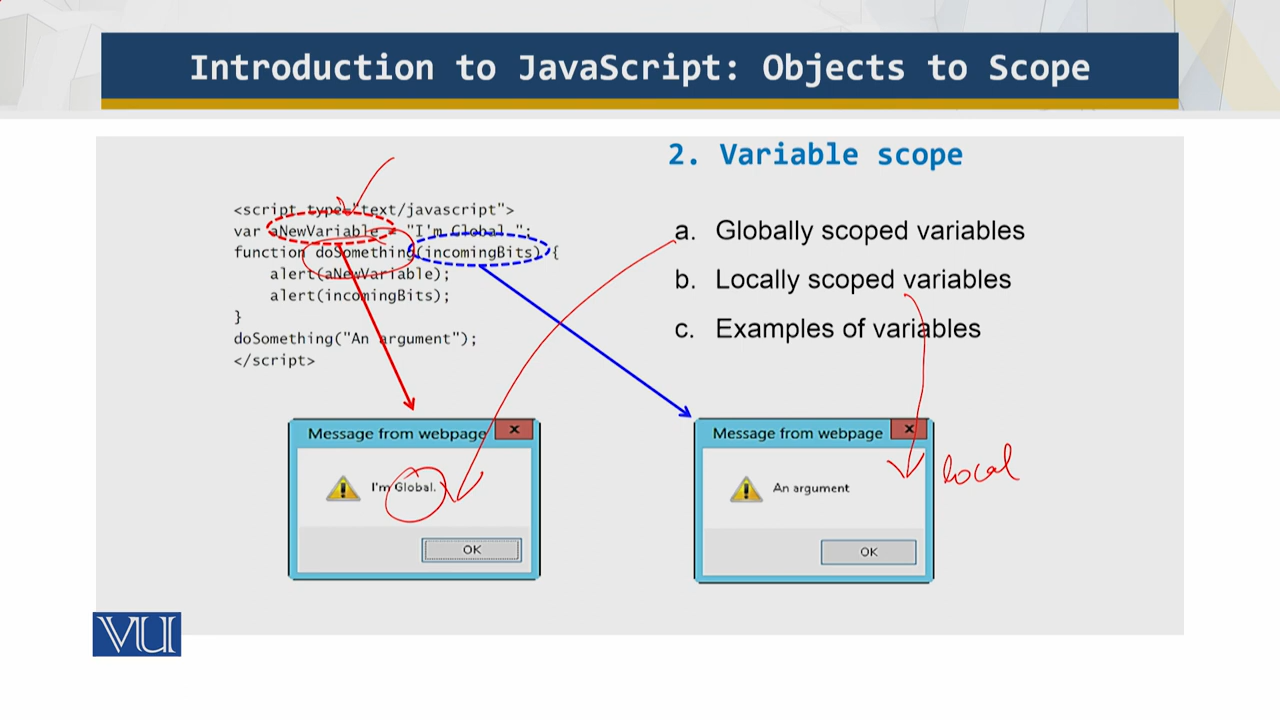 Introduction to JavaScript: Objects to Scope
2. Variable scope
<script type="text/javascript">
var aNewVariable = "I'm Global.";
function doSomething(incomingBits) {
alert(aNewVariable);
alert(incomingBits);
}
doSomething("An argument");
</script>
a. Globally scoped variables
b. Locally scoped variables
c. Examples of variables
Message from webpage x
I'm Global.
OK
Message from webpage x
An argument
OK
local
VU